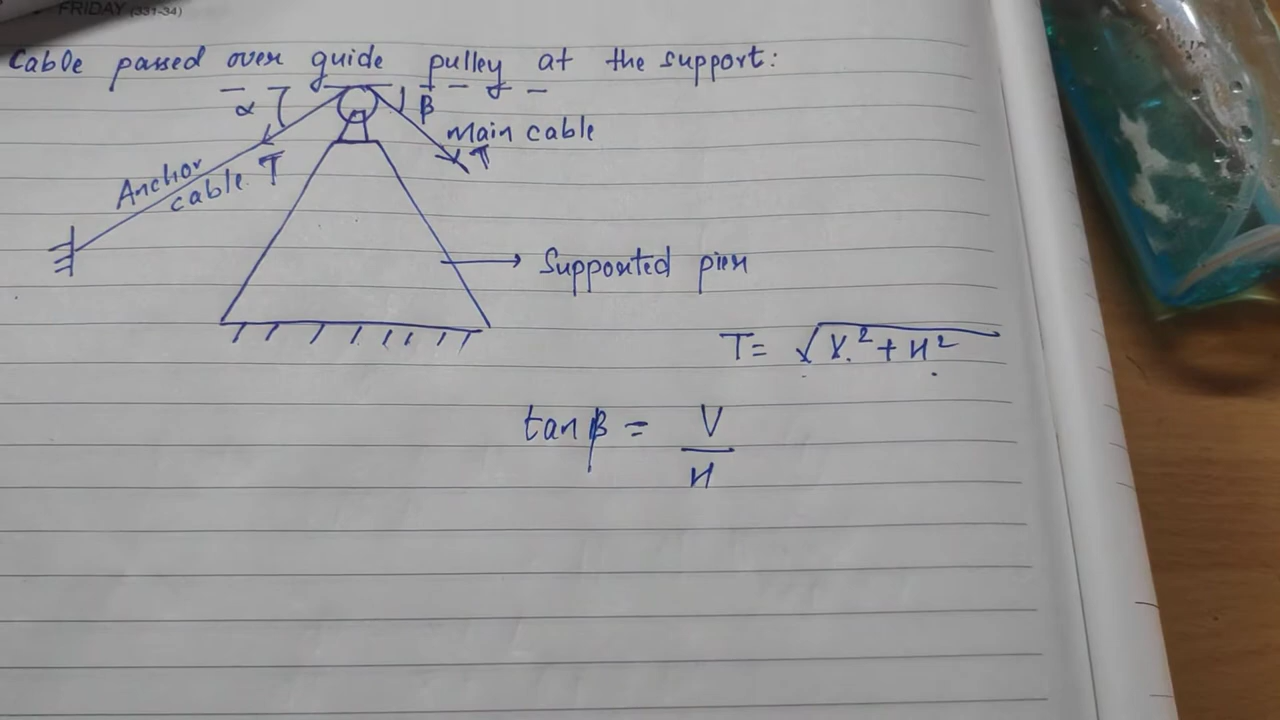 FRIDAY (331-34)
Cable passed over guide pulley at the support:
α β
Main cable
T
Anchor cable T
Supported pier
T = √V² + H²
tan β = V/H